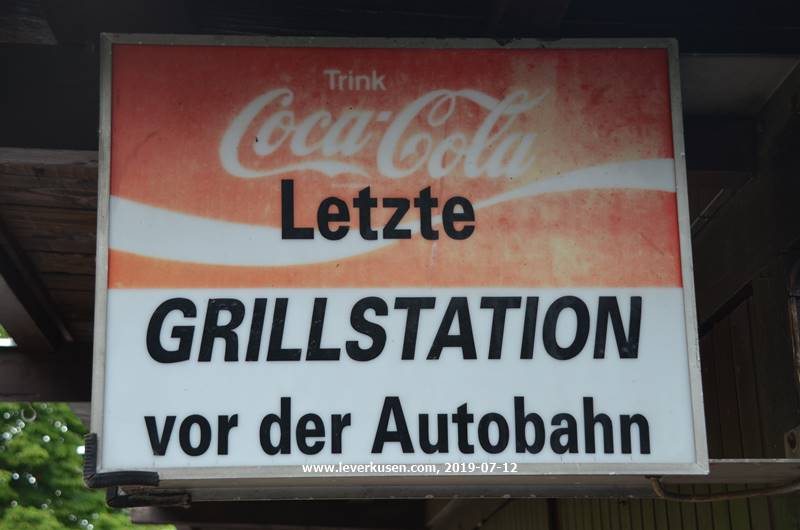 Trink
Coca-Cola
Letzte
GRILLSTATION
vor der Autobahn
www.leverkusen.com, 2019-07-12